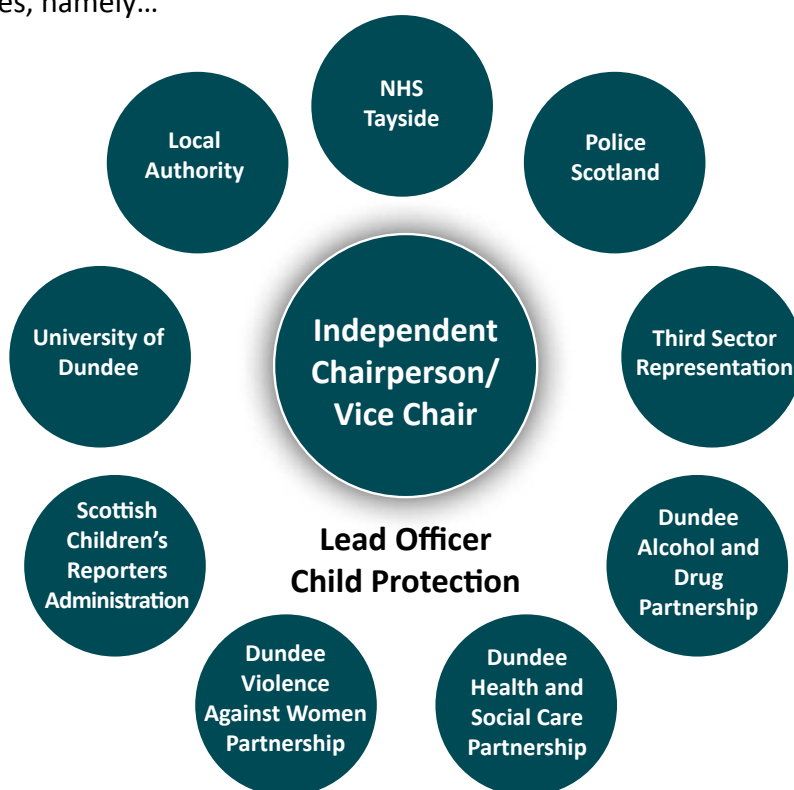 es, namely…
NHS
Tayside
Local
Authority
Police
Scotland
University of
Dundee
Independent
Chairperson/
Vice Chair
Third Sector
Representation
Scottish
Children’s
Reporters
Administration
Lead Officer
Child Protection
Dundee
Alcohol and
Drug
Partnership
Dundee
Violence
Against Women
Partnership
Dundee
Health and
Social Care
Partnership